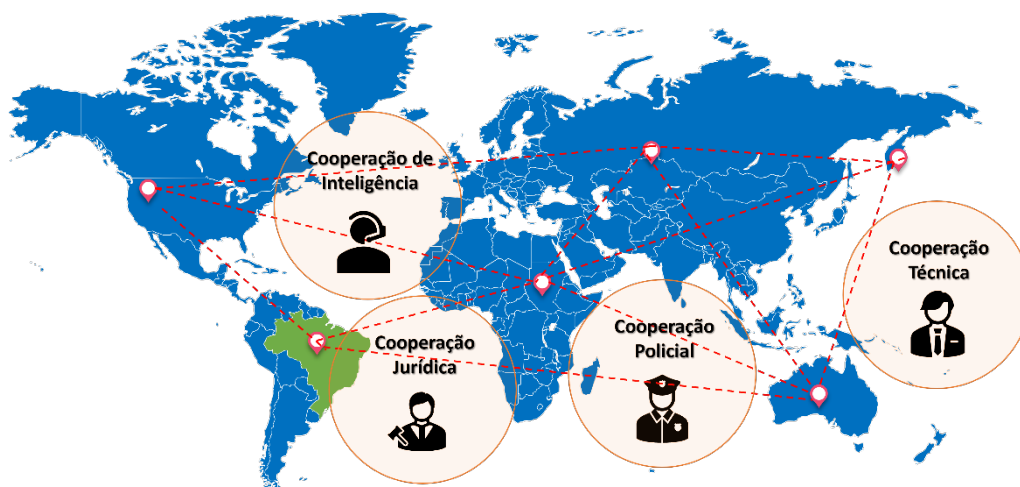 Cooperação de
Inteligência
Cooperação
Técnica
Cooperação
Jurídica
Cooperação
Policial